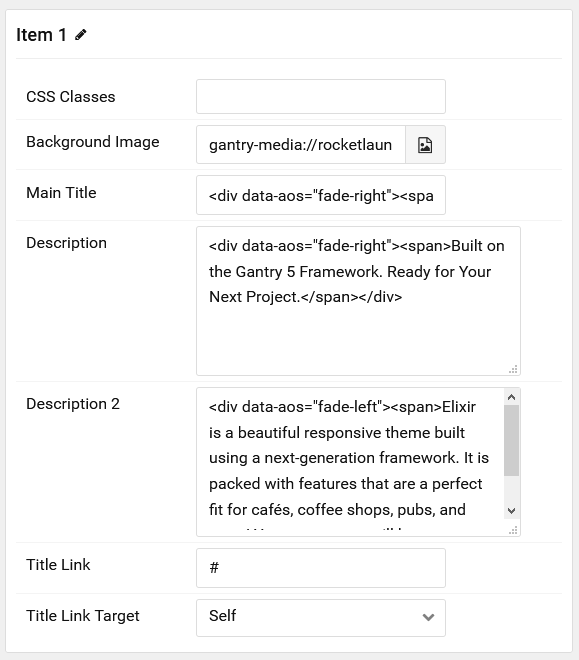 Item 1
CSS Classes
Background Image
gantry-media://rocketlaun
Main Title
<div data-aos="fade-right"><spa
Description
<div data-aos="fade-right"><span>Built on
the Gantry 5 Framework. Ready for Your
Next Project.</span></div>
Description 2
<div data-aos="fade-left"><span>Elixir
is a beautiful responsive theme built
using a next-generation framework. It is
packed with features that are a perfect
fit for cafés, coffee shops, pubs, and
Title Link
#
Title Link Target
Self